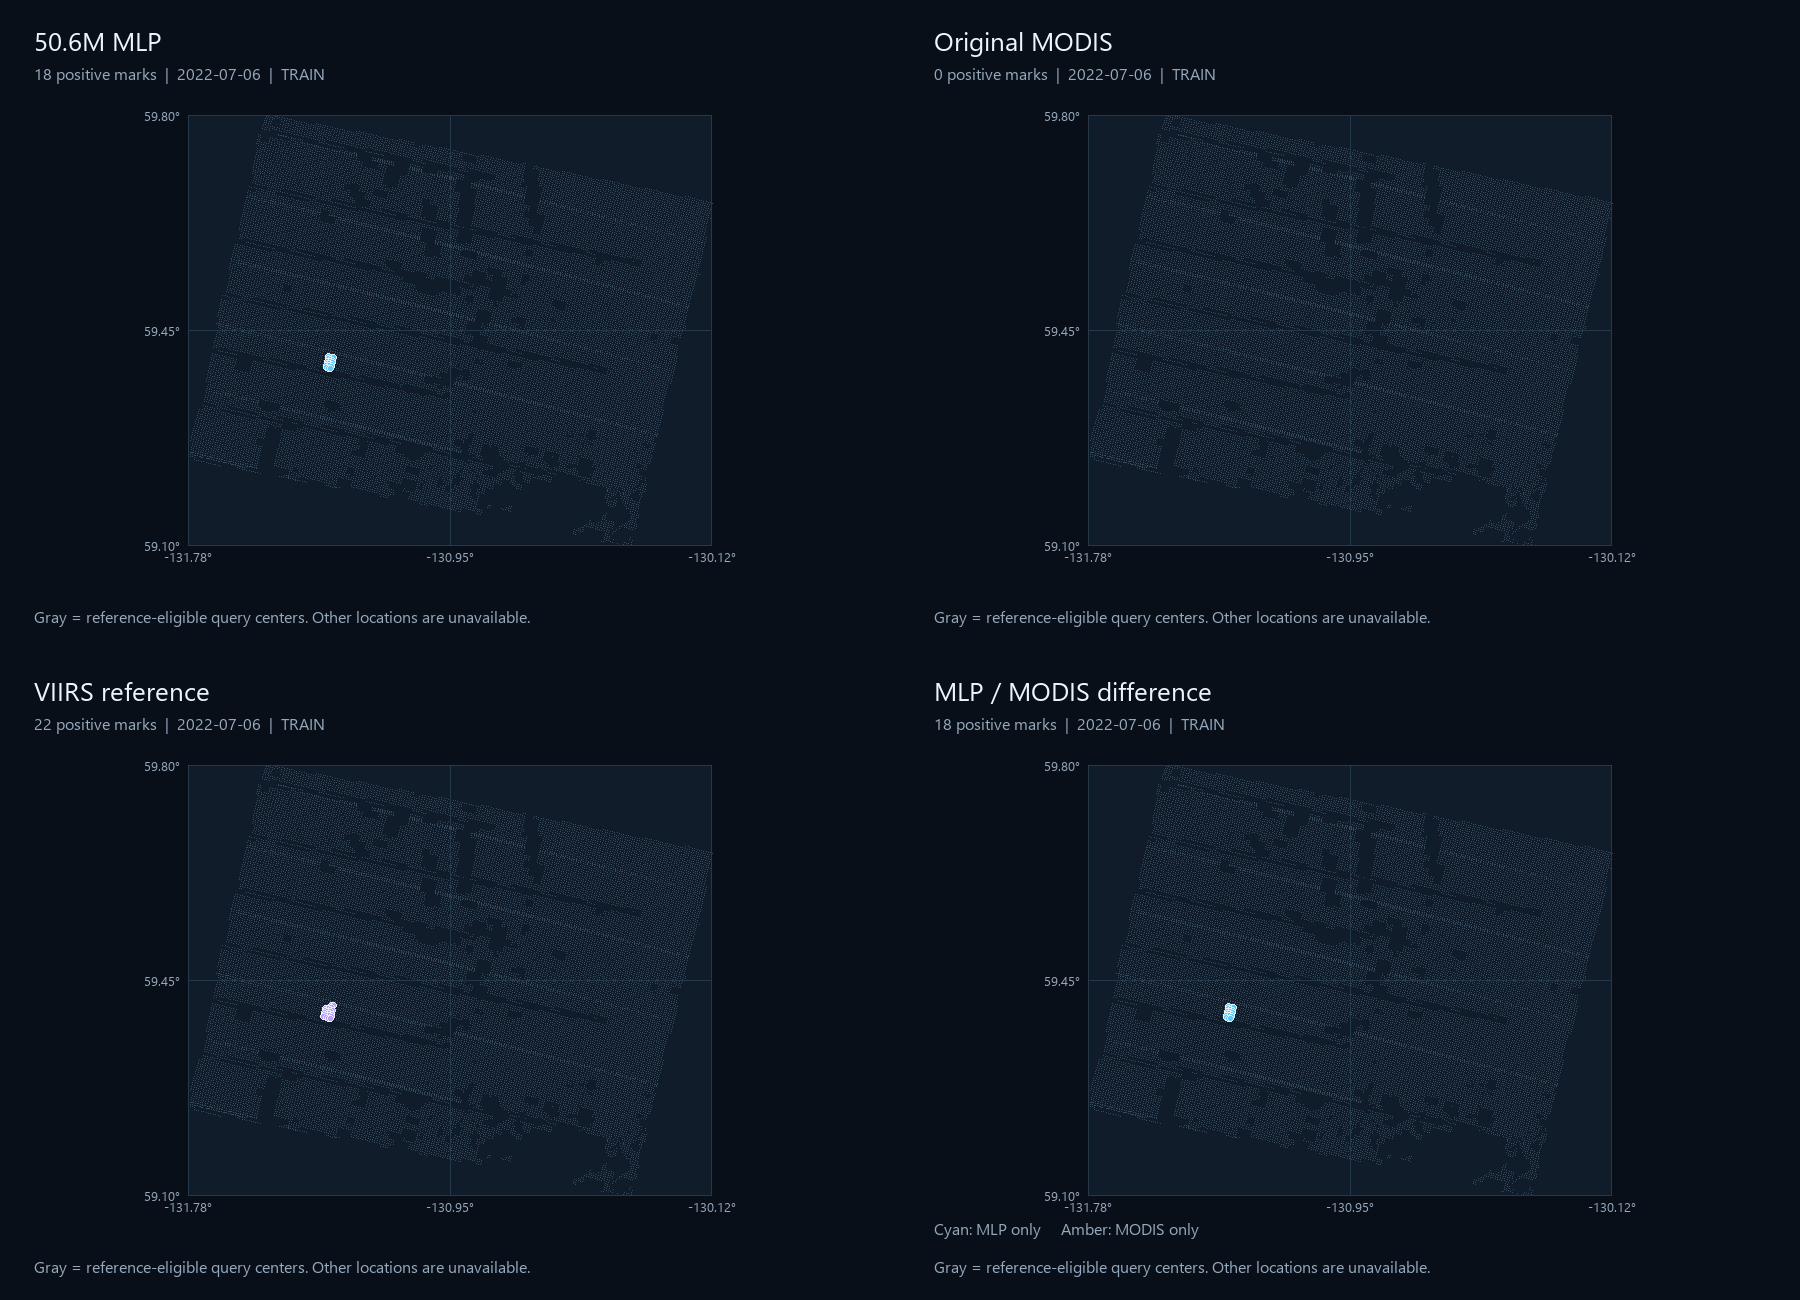 50.6M MLP
18 positive marks | 2022-07-06 | TRAIN
59.80°
59.45°
59.10°
-131.78°
-130.95°
-130.12°
Gray = reference-eligible query centers. Other locations are unavailable.
Original MODIS
0 positive marks | 2022-07-06 | TRAIN
59.80°
59.45°
59.10°
-131.78°
-130.95°
-130.12°
Gray = reference-eligible query centers. Other locations are unavailable.
VIIRS reference
22 positive marks | 2022-07-06 | TRAIN
59.80°
59.45°
59.10°
-131.78°
-130.95°
-130.12°
Gray = reference-eligible query centers. Other locations are unavailable.
MLP / MODIS difference
18 positive marks | 2022-07-06 | TRAIN
59.80°
59.45°
59.10°
-131.78°
-130.95°
-130.12°
Cyan: MLP only Amber: MODIS only
Gray = reference-eligible query centers. Other locations are unavailable.